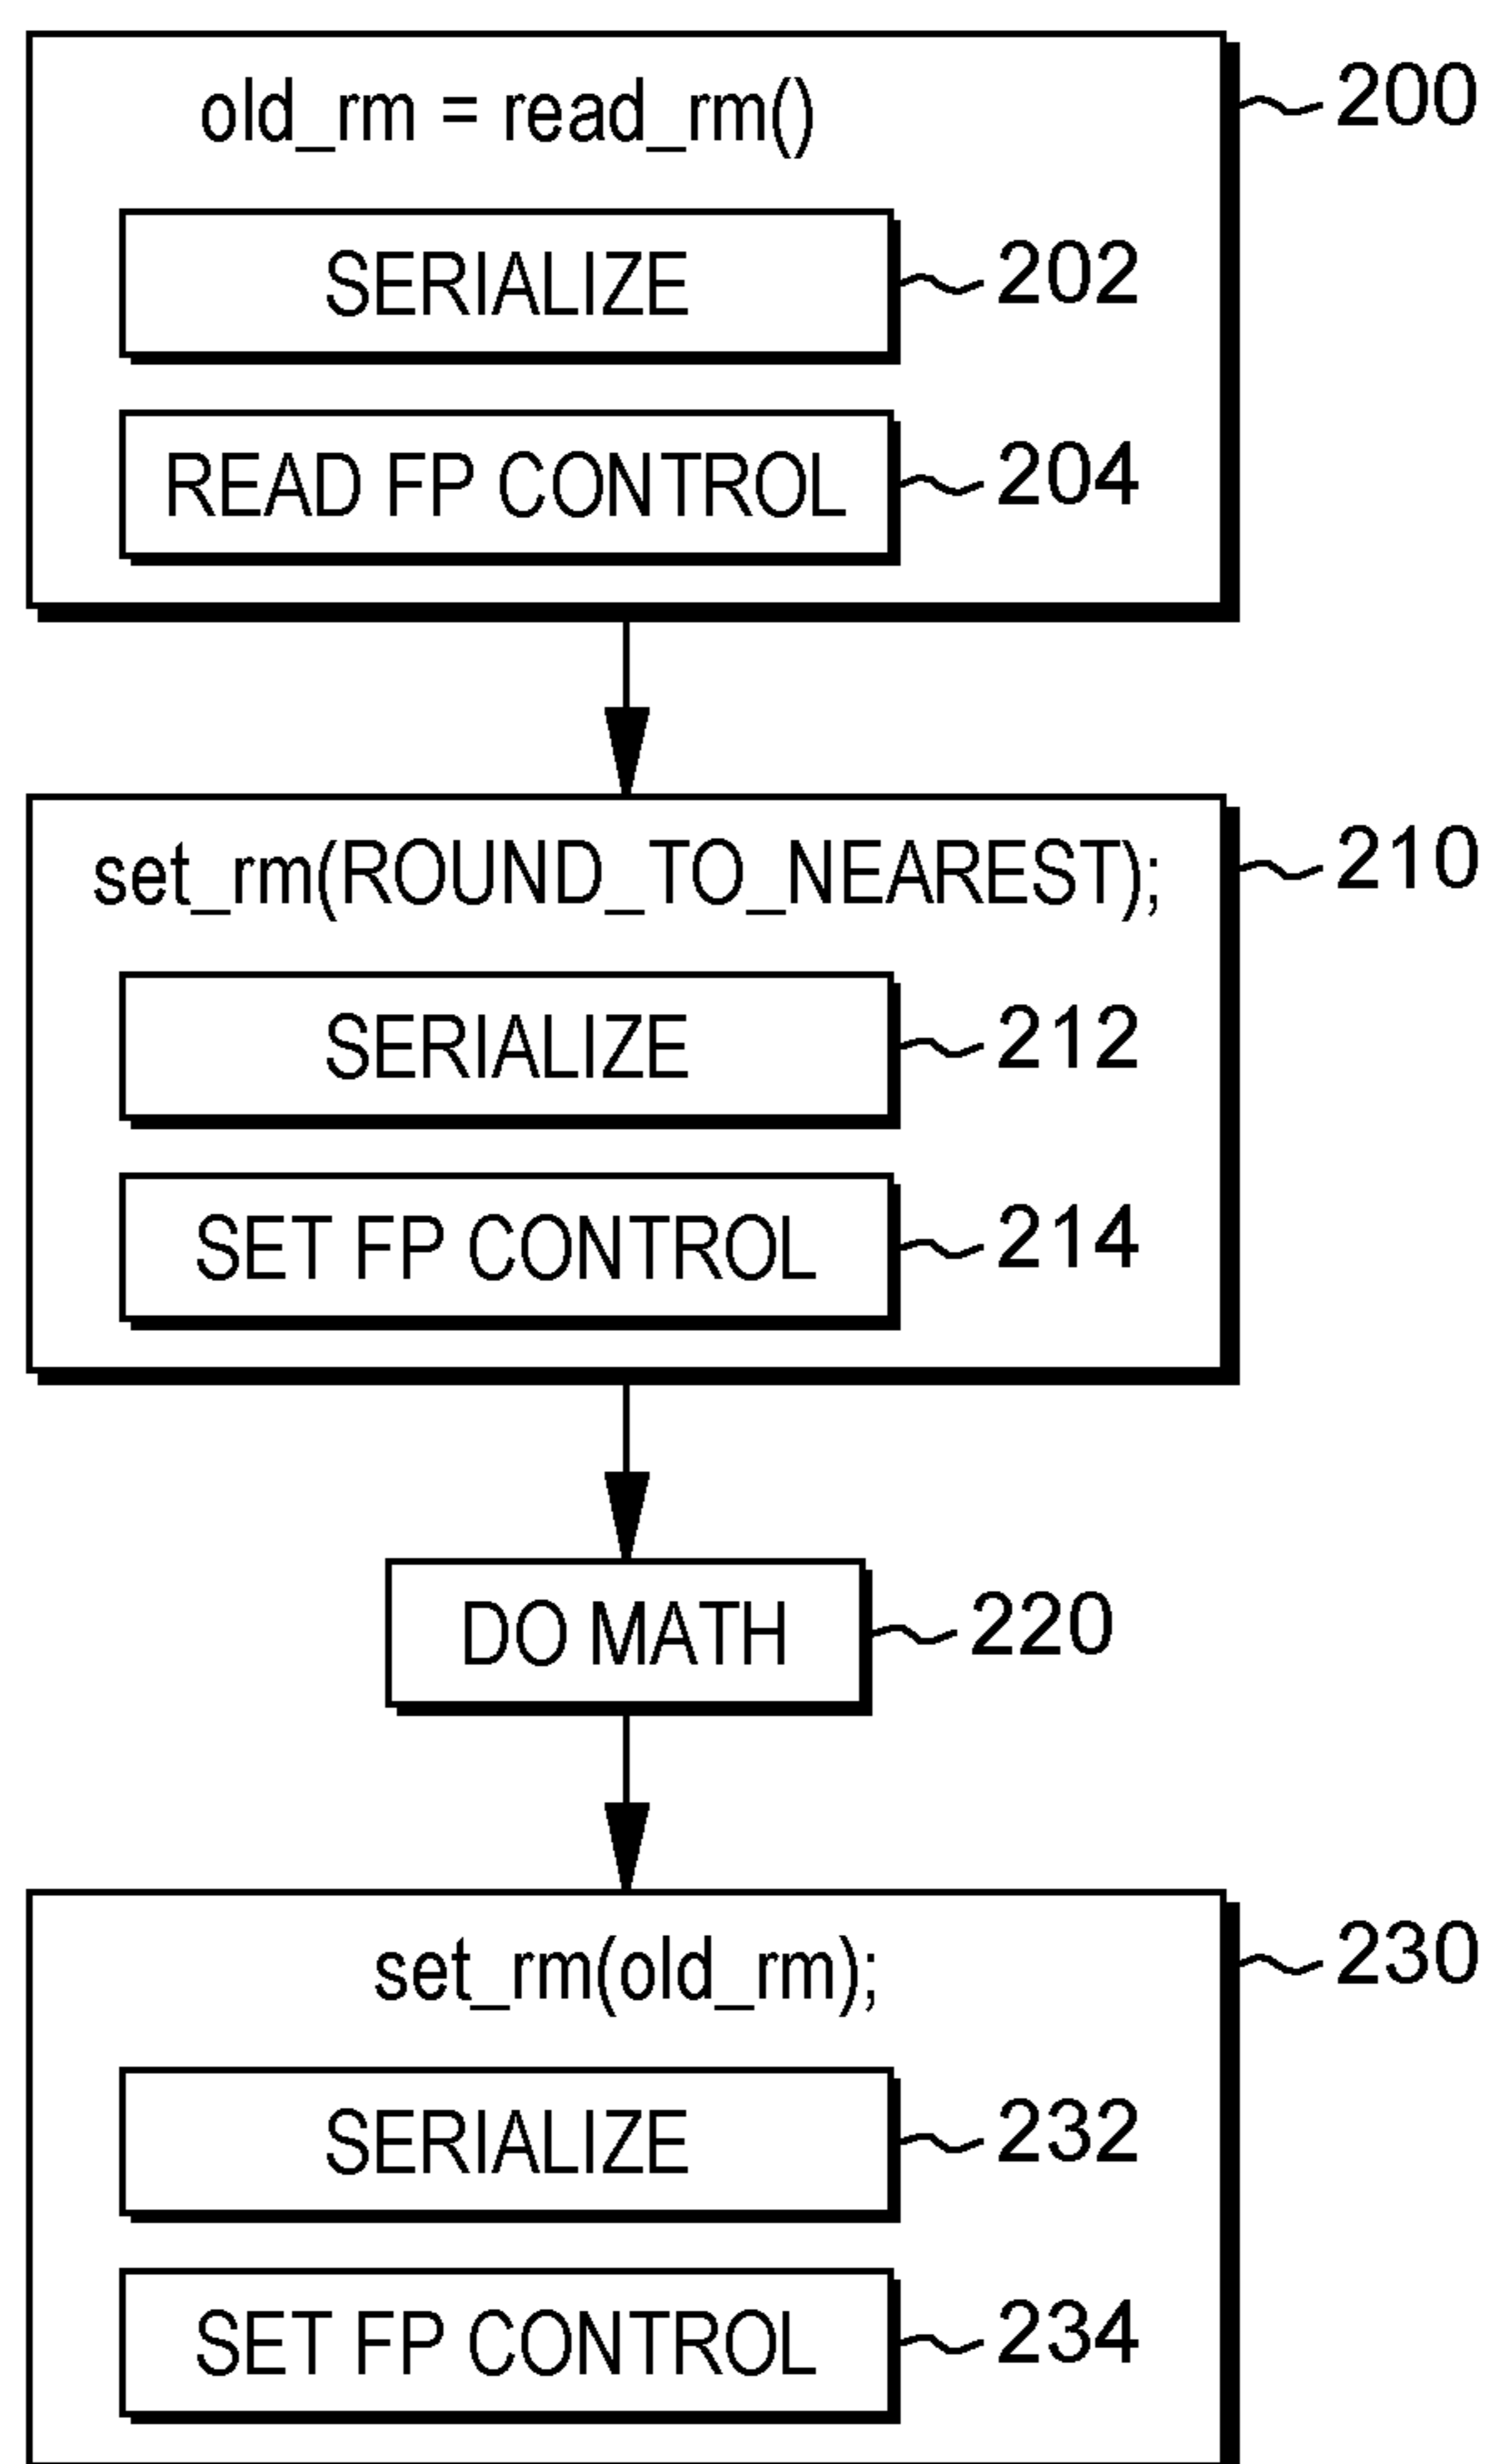 old_rm = read_rm() 200
SERIALIZE 202
READ FP CONTROL 204
set_rm(ROUND_TO_NEAREST); 210
SERIALIZE 212
SET FP CONTROL 214
DO MATH 220
set_rm(old_rm); 230
SERIALIZE 232
SET FP CONTROL 234